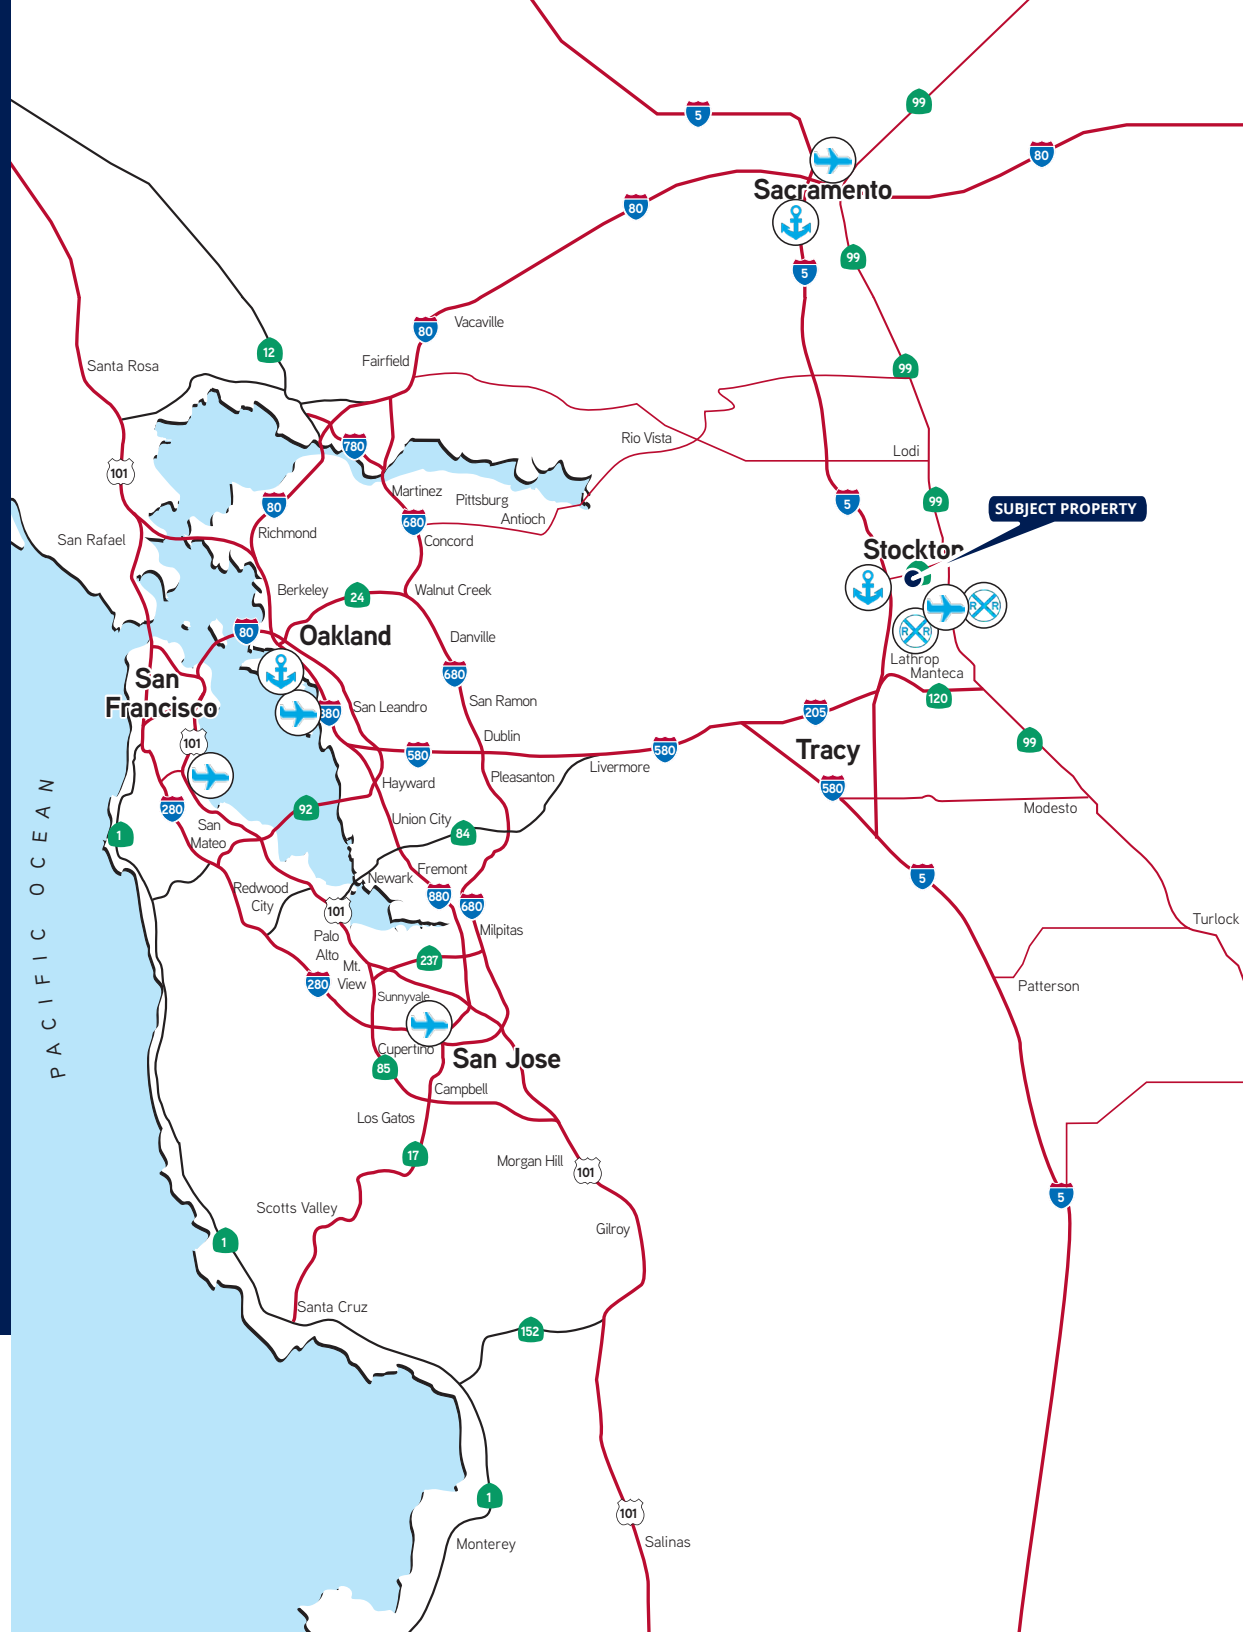 99
5
80
Sacramento
80
99
5
Vacaville
80
12
Fairfield
Santa Rosa
99
Rio Vista
780
Lodi
101
Martinez
Pittsburg
99
5
80
SUBJECT PROPERTY
Antioch
680
Richmond
San Rafael
Concord
Stockton
Berkeley
24
Walnut Creek
R R
R R
80
Oakland
Danville
Lathrop
Manteca
680
San
Francisco
120
San Ramon
San Leandro
880
205
Dublin
99
101
580
580
Tracy
Livermore
Pleasanton
Hayward
580
280
92
Modesto
Union City
San
Mateo
1
84
Fremont
5
Newark
Redwood
City
880
680
101
Turlock
Milpitas
Palo
Alto
237
Mt.
View
280
Patterson
Sunnyvale
PACIFIC OCEAN
Cupertino
San Jose
85
Campbell
Los Gatos
17
Morgan Hill
101
5
Scotts Valley
Gilroy
1
Santa Cruz
152
1
101
Monterey
Salinas